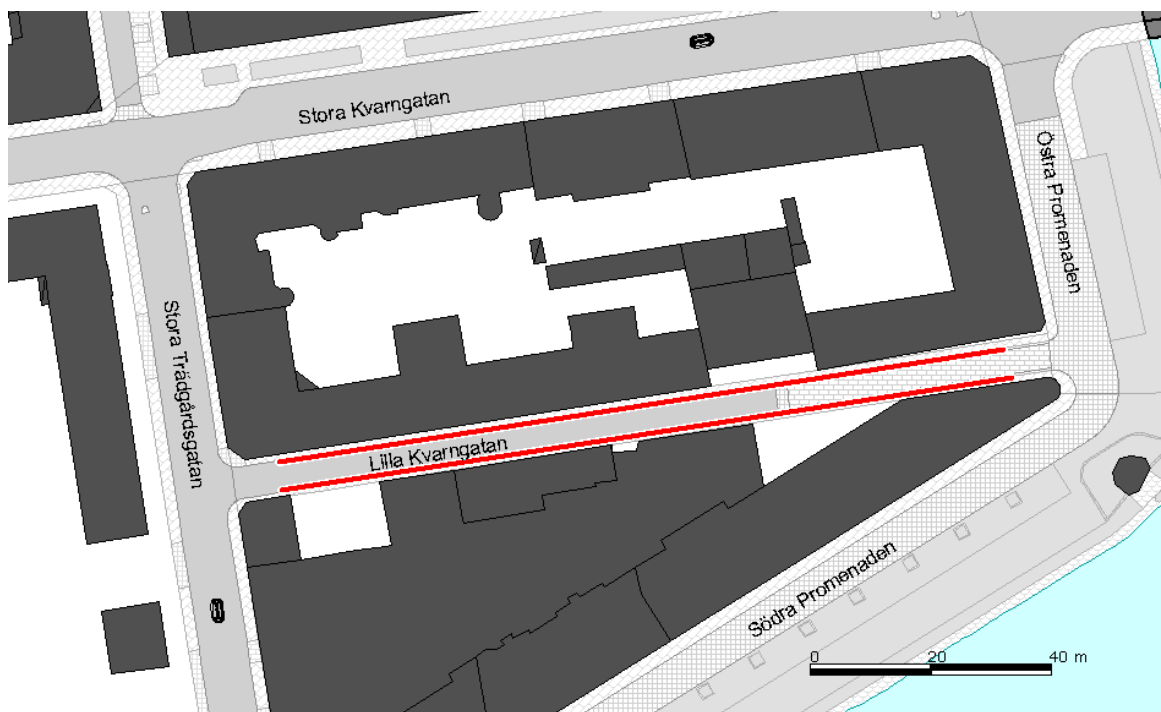 Stora Kvarngatan
Östra Promenaden
Stora Trädgårdsgatan
Lilla Kvarngatan
Södra Promenaden
0 20 40 m